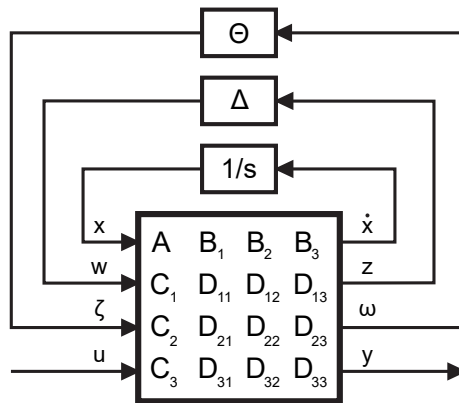 Θ
Δ
1/s
x A B₁ B₂ B₃ ẋ
w C₁ D₁₁ D₁₂ D₁₃ z
ζ C₂ D₂₁ D₂₂ D₂₃ ω
u C₃ D₃₁ D₃₂ D₃₃ y